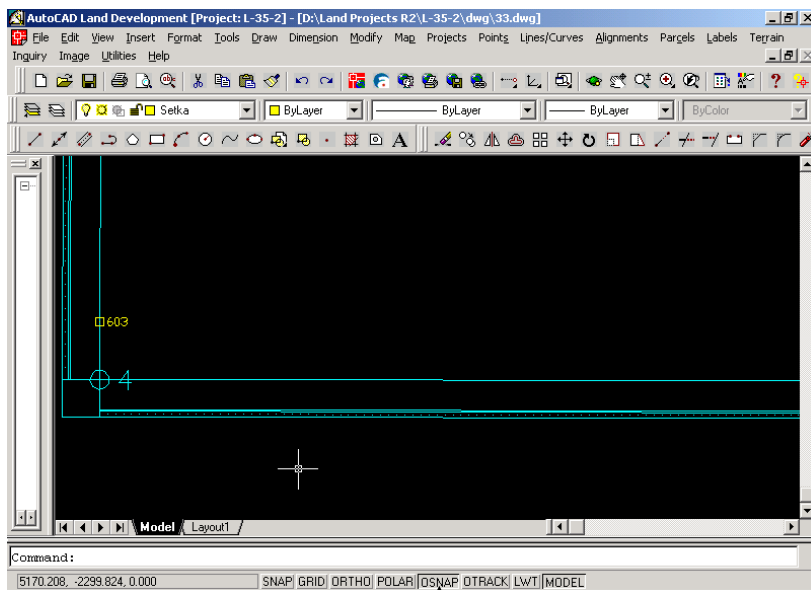 AutoCAD Land Development [Project: L-35-2] - [D:\Land Projects R2\L-35-2\dwg\33.dwg]
File Edit View Insert Format Tools Draw Dimension Modify Map Projects Points Lines/Curves Alignments Parcels Labels Terrain
Inquiry Image Utilities Help
Setka ByLayer ByLayer ByLayer ByColor
603
4
Model Layout1
Command:
5170.208, -2299.824, 0.000 SNAP GRID ORTHO POLAR OSNAP OTRACK LWT MODEL